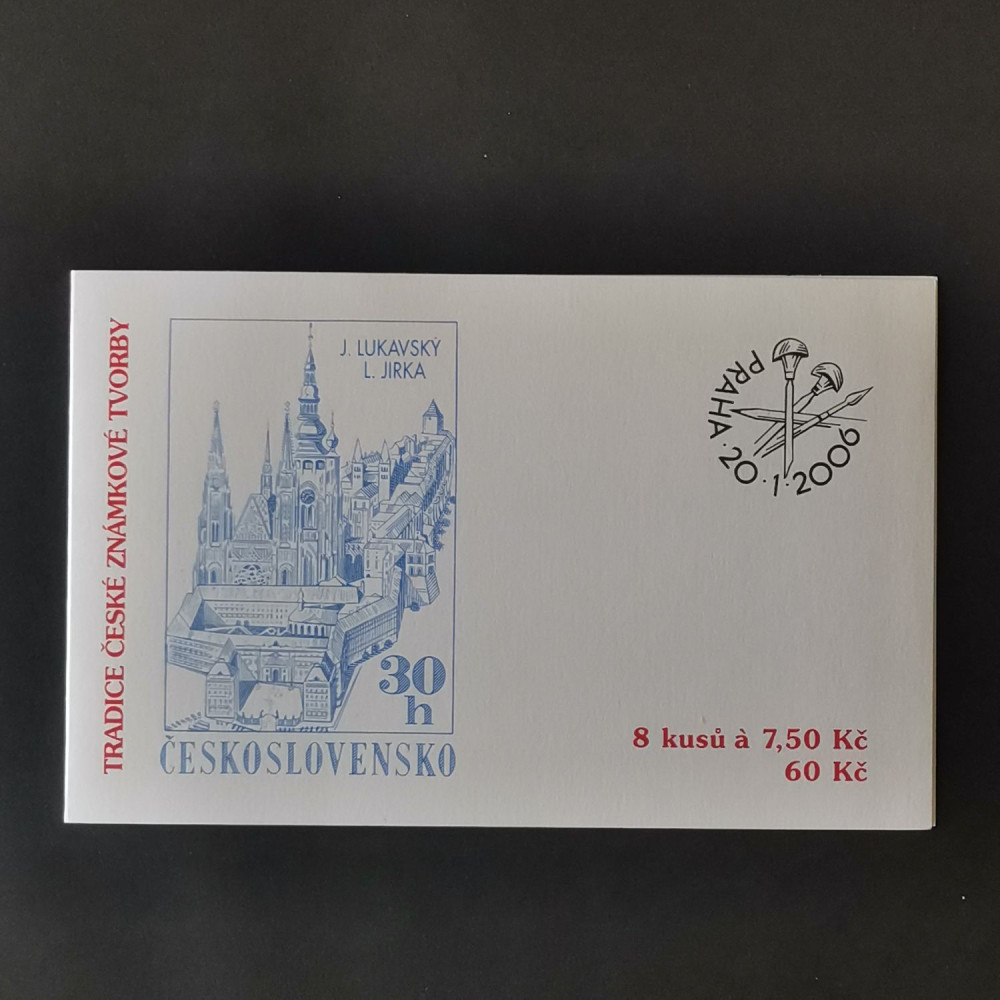 TRADICE ČESKÉ ZNÁMKOVÉ TVORBY
J. LUKAVSKÝ
L. JIRKA
30
h
ČESKOSLOVENSKO
PRAHA · 20 · 1 · 2006
8 kusů à 7,50 Kč
60 Kč